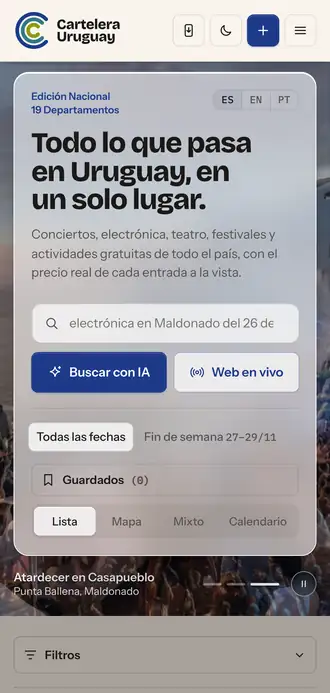 Cartelera
Uruguay
Edición Nacional
19 Departamentos
ES EN PT
Todo lo que pasa
en Uruguay, en
un solo lugar.
Conciertos, electrónica, teatro, festivales y
actividades gratuitas de todo el país, con el
precio real de cada entrada a la vista.
electrónica en Maldonado del 26 de
Buscar con IA
Web en vivo
Todas las fechas
Fin de semana 27–29/11
Guardados (0)
Lista Mapa Mixto Calendario
Atardecer en Casapueblo
Punta Ballena, Maldonado
Filtros